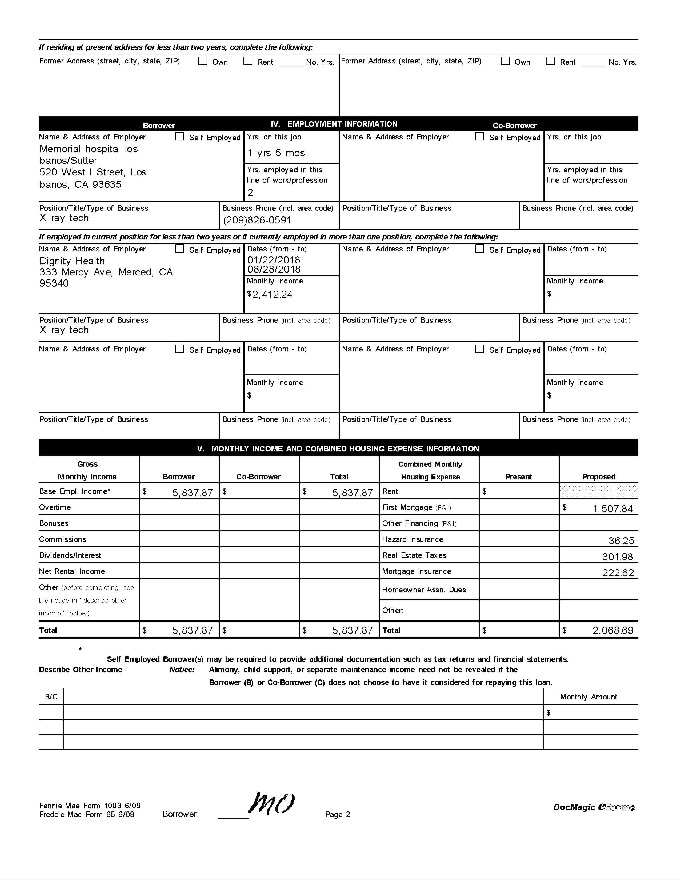 If residing at present address for less than two years, complete the following:
Former Address (street, city, state, ZIP) Own Rent No. Yrs. Former Address (street, city, state, ZIP) Own Rent No. Yrs.
Borrower IV. EMPLOYMENT INFORMATION Co-Borrower
Name & Address of Employer Self Employed Yrs. on this job Name & Address of Employer Self Employed Yrs. on this job
Memorial hospital los
banos/Sutter
520 West I Street, Los
banos, CA 93635
1 yrs 5 mos
Yrs. employed in this
line of work/profession
2
Yrs. employed in this
line of work/profession
Position/Title/Type of Business Business Phone (incl. area code) Position/Title/Type of Business Business Phone (incl. area code)
X ray tech (209)826-0591
If employed in current position for less than two years or if currently employed in more than one position, complete the following:
Name & Address of Employer Self Employed Dates (from - to) Name & Address of Employer Self Employed Dates (from - to)
Dignity Health
333 Mercy Ave, Merced, CA
95340
01/22/2018
06/28/2018
Monthly Income Monthly Income
$2,412.24 $
Position/Title/Type of Business Business Phone (incl. area code) Position/Title/Type of Business Business Phone (incl. area code)
X ray tech
Name & Address of Employer Self Employed Dates (from - to) Name & Address of Employer Self Employed Dates (from - to)
Monthly Income Monthly Income
$ $
Position/Title/Type of Business Business Phone (incl. area code) Position/Title/Type of Business Business Phone (incl. area code)
V. MONTHLY INCOME AND COMBINED HOUSING EXPENSE INFORMATION
Gross Combined Monthly
Monthly Income Borrower Co-Borrower Total Housing Expense Present Proposed
Base Empl. Income* $ 5,837.87 $ $ 5,837.87 Rent $
Overtime First Mortgage (P&I) $ 1,507.84
Bonuses Other Financing (P&I)
Commissions Hazard Insurance 36.25
Dividends/Interest Real Estate Taxes 301.98
Net Rental Income Mortgage Insurance 222.62
Other (before completing, see Homeowner Assn. Dues
the notice in "describe other
income" below) Other:
Total $ 5,837.87 $ $ 5,837.87 Total $ $ 2,068.69
*
Self Employed Borrower(s) may be required to provide additional documentation such as tax returns and financial statements.
Describe Other Income Notice: Alimony, child support, or separate maintenance income need not be revealed if the
Borrower (B) or Co-Borrower (C) does not choose to have it considered for repaying this loan.
B/C Monthly Amount
$
Fannie Mae Form 1003 6/09
Freddie Mac Form 65 6/09 Borrower MO Page 2
DocMagic